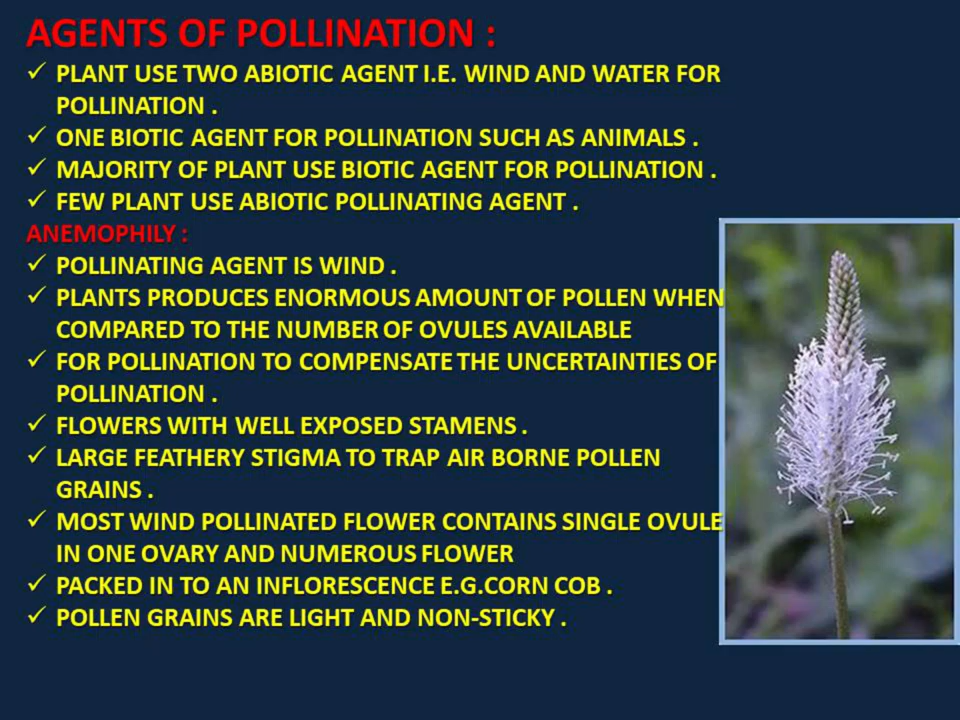 AGENTS OF POLLINATION :
✓ PLANT USE TWO ABIOTIC AGENT I.E. WIND AND WATER FOR
POLLINATION .
✓ ONE BIOTIC AGENT FOR POLLINATION SUCH AS ANIMALS .
✓ MAJORITY OF PLANT USE BIOTIC AGENT FOR POLLINATION .
✓ FEW PLANT USE ABIOTIC POLLINATING AGENT .
ANEMOPHILY :
✓ POLLINATING AGENT IS WIND .
✓ PLANTS PRODUCES ENORMOUS AMOUNT OF POLLEN WHEN
COMPARED TO THE NUMBER OF OVULES AVAILABLE
✓ FOR POLLINATION TO COMPENSATE THE UNCERTAINTIES OF
POLLINATION .
✓ FLOWERS WITH WELL EXPOSED STAMENS .
✓ LARGE FEATHERY STIGMA TO TRAP AIR BORNE POLLEN
GRAINS .
✓ MOST WIND POLLINATED FLOWER CONTAINS SINGLE OVULE
IN ONE OVARY AND NUMEROUS FLOWER
✓ PACKED IN TO AN INFLORESCENCE E.G.CORN COB .
✓ POLLEN GRAINS ARE LIGHT AND NON-STICKY .